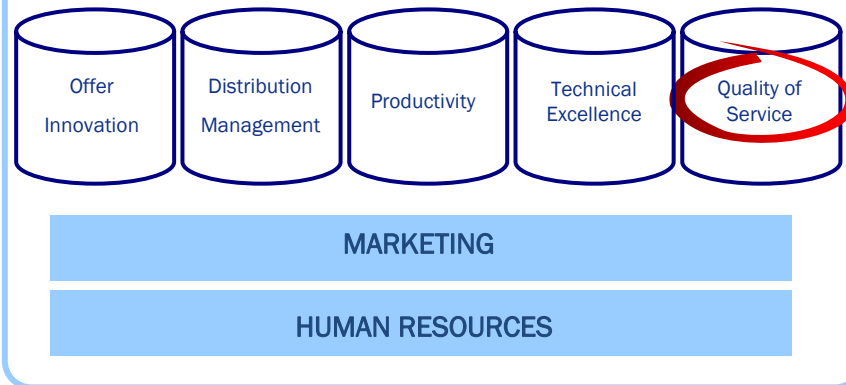 Offer
Innovation
Distribution
Management
Productivity
Technical
Excellence
Quality of
Service
MARKETING
HUMAN RESOURCES